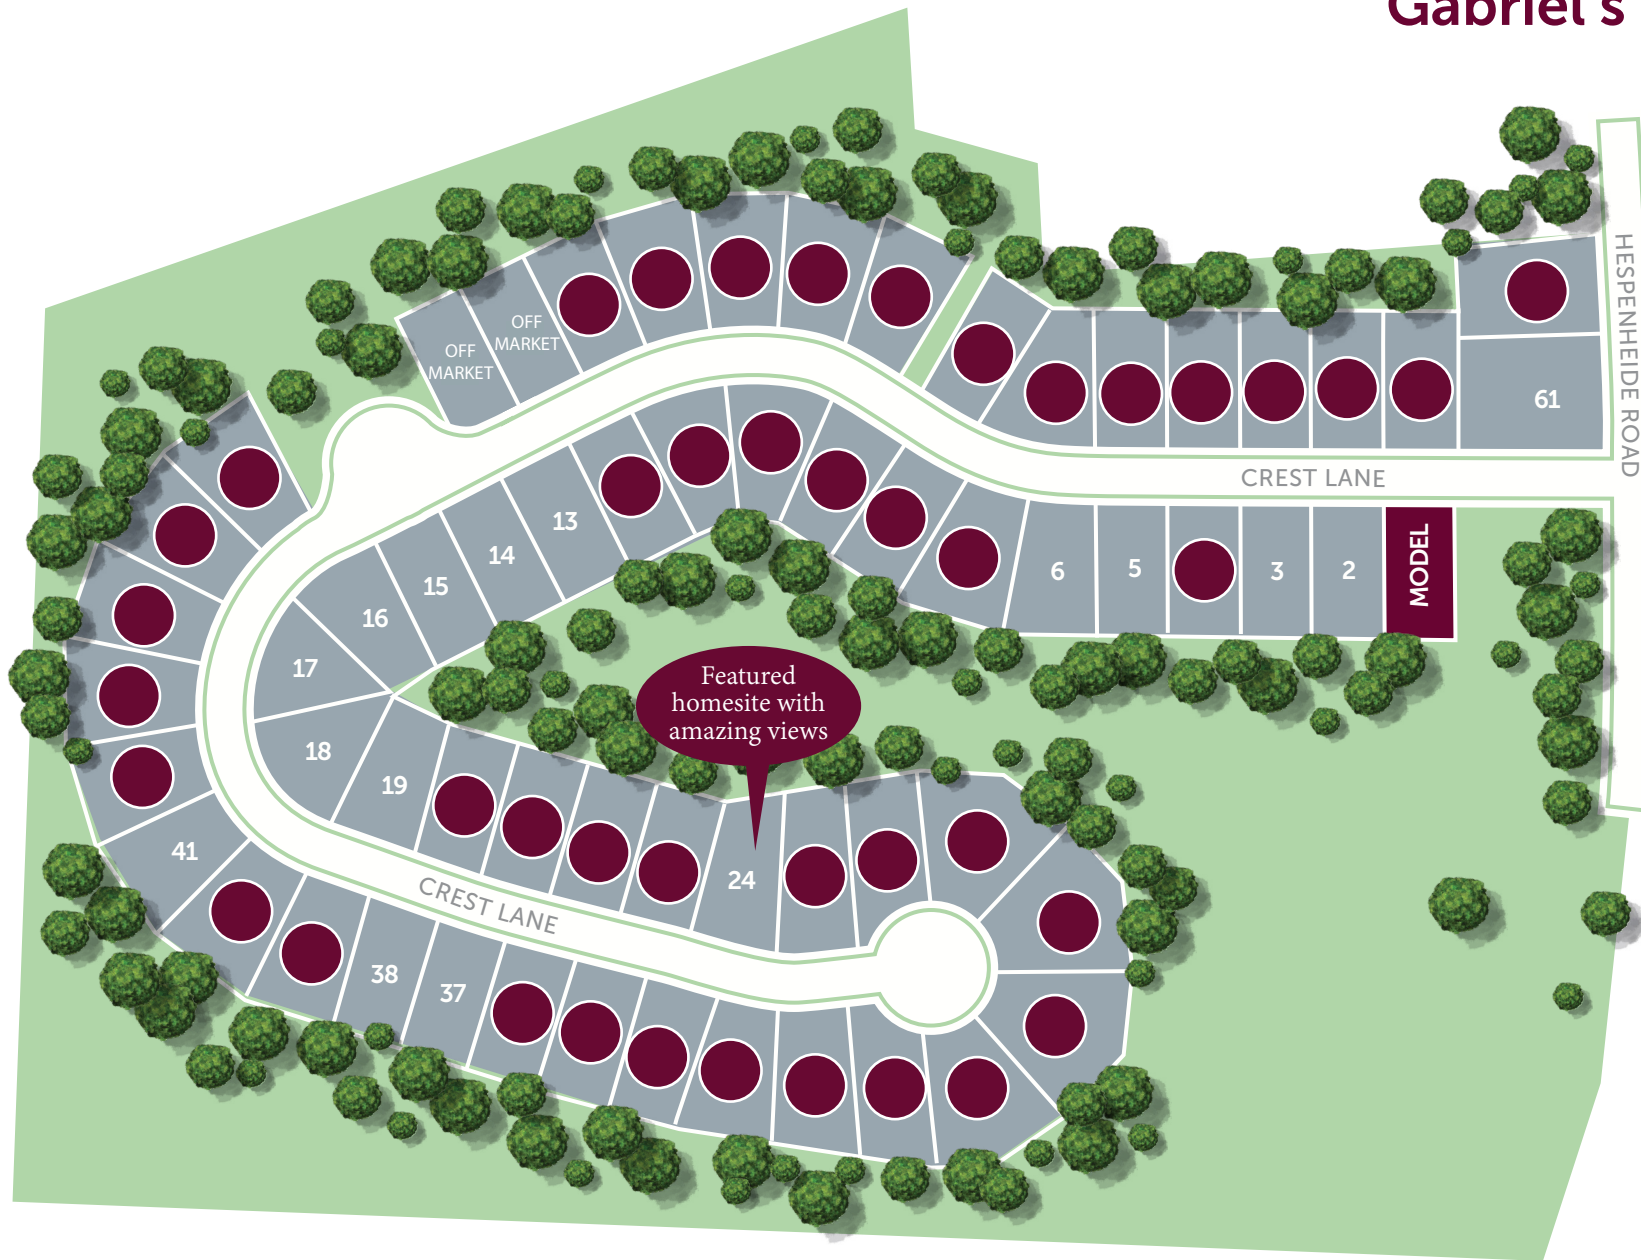 Gabriel's
HESPENHEIDE ROAD
OFF
MARKET
OFF
MARKET
61
CREST LANE
13
14
15
16
17
18
19
6
5
3
2
MODEL
Featured
homesite with
amazing views
24
41
CREST LANE
38
37